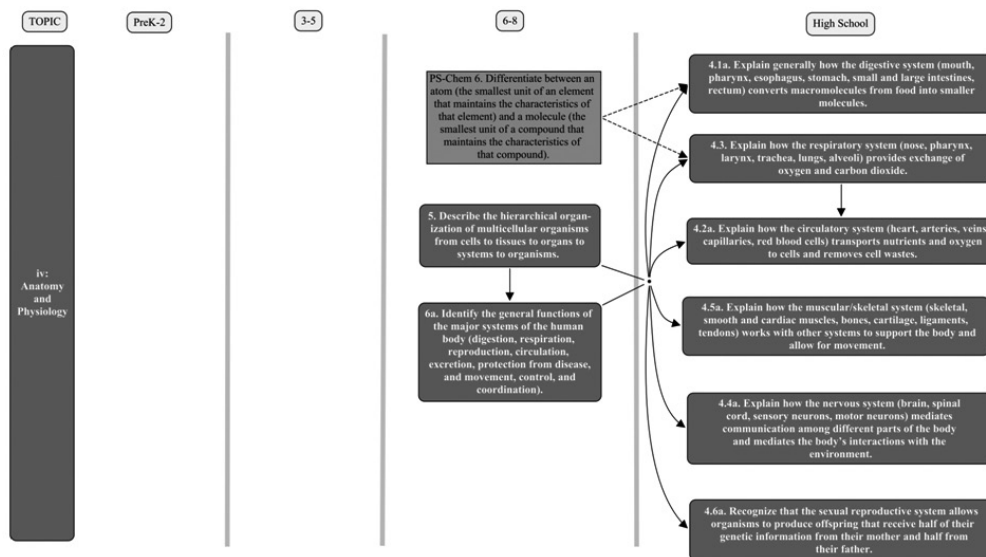 TOPIC
PreK-2
3-5
6-8
High School
iv:
Anatomy
and
Physiology
PS-Chem 6. Differentiate between an
atom (the smallest unit of an element
that maintains the characteristics of
that element) and a molecule (the
smallest unit of a compound that
maintains the characteristics of
that compound).
5. Describe the hierarchical organ-
ization of multicellular organisms
from cells to tissues to organs to
systems to organisms.
6a. Identify the general functions of
the major systems of the human
body (digestion, respiration,
reproduction, circulation,
excretion, protection from disease,
and movement, control, and
coordination).
4.1a. Explain generally how the digestive system (mouth,
pharynx, esophagus, stomach, small and large intestines,
rectum) converts macromolecules from food into smaller
molecules.
4.3. Explain how the respiratory system (nose, pharynx,
larynx, trachea, lungs, alveoli) provides exchange of
oxygen and carbon dioxide.
4.2a. Explain how the circulatory system (heart, arteries, veins,
capillaries, red blood cells) transports nutrients and oxygen
to cells and removes cell wastes.
4.5a. Explain how the muscular/skeletal system (skeletal,
smooth and cardiac muscles, bones, cartilage, ligaments,
tendons) works with other systems to support the body and
allow for movement.
4.4a. Explain how the nervous system (brain, spinal
cord, sensory neurons, motor neurons) mediates
communication among different parts of the body
and mediates the body's interactions with the
environment.
4.6a. Recognize that the sexual reproductive system allows
organisms to produce offspring that receive half of their
genetic information from their mother and half from
their father.